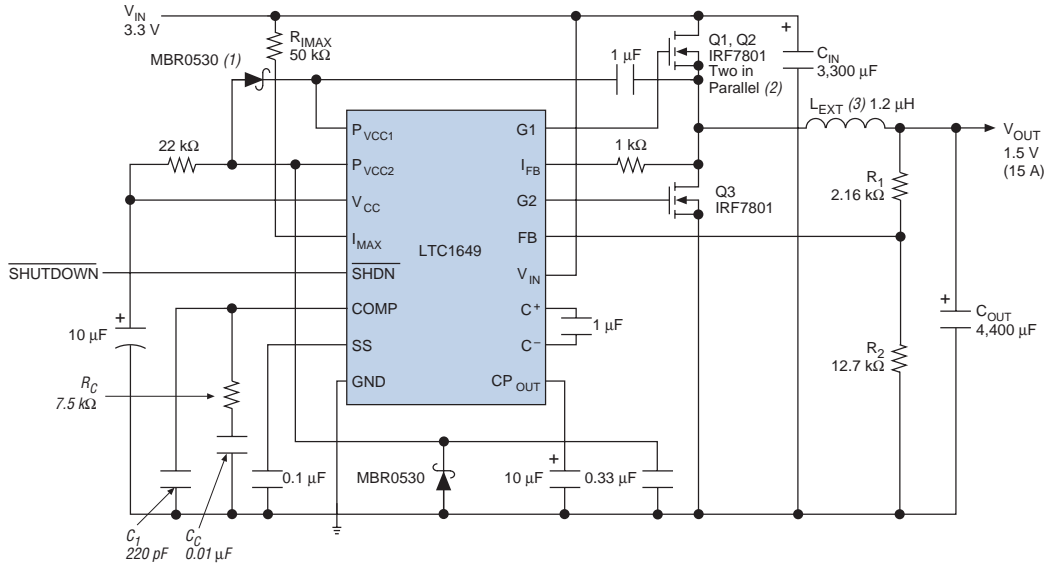 V_IN
3.3 V
R_IMAX
50 kΩ
MBR0530 (1)
1 µF
Q1, Q2
IRF7801
Two in
Parallel (2)
+
C_IN
3,300 µF
L_EXT (3) 1.2 µH
V_OUT
1.5 V
(15 A)
22 kΩ
P_VCC1
P_VCC2
V_CC
I_MAX
SHDN
COMP
SS
GND
LTC1649
G1
I_FB
G2
FB
V_IN
C+
C–
CP_OUT
1 kΩ
Q3
IRF7801
R_1
2.16 kΩ
SHUTDOWN
+
10 µF
1 µF
+
C_OUT
4,400 µF
R_2
12.7 kΩ
R_C
7.5 kΩ
0.1 µF
MBR0530
+
10 µF
0.33 µF
C_1
220 pF
C_C
0.01 µF